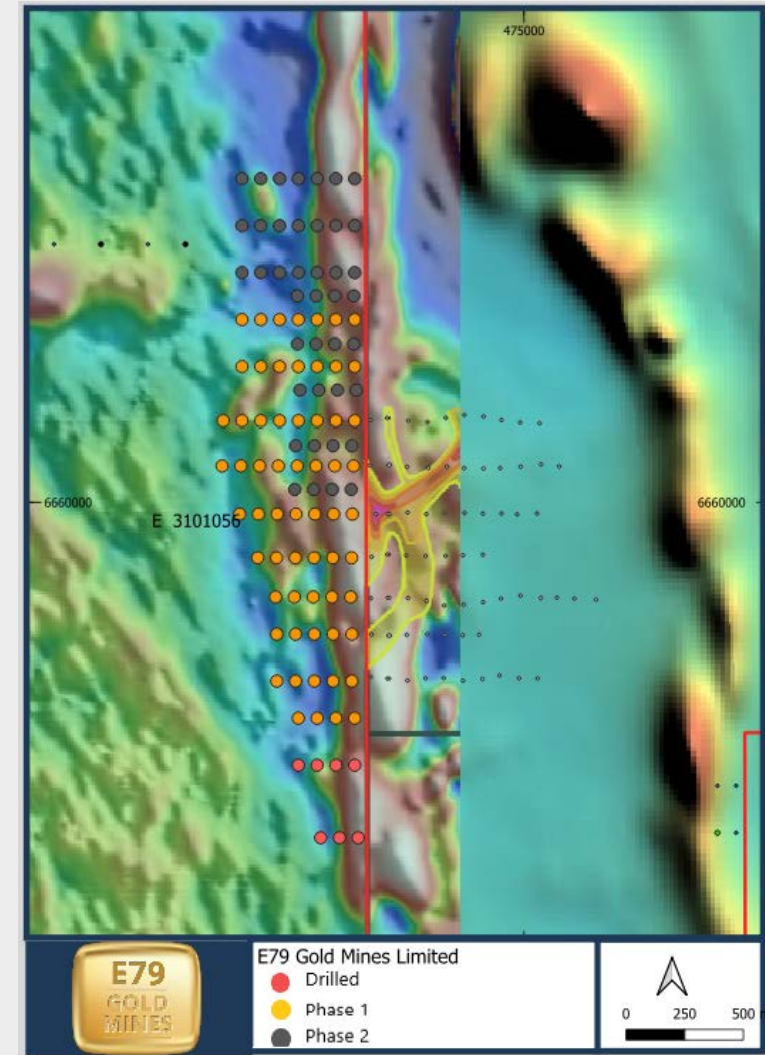 475000
6660000
6660000
E 3101056
E79
GOLD
MINES
E79 Gold Mines Limited
Drilled
Phase 1
Phase 2
0 250 500